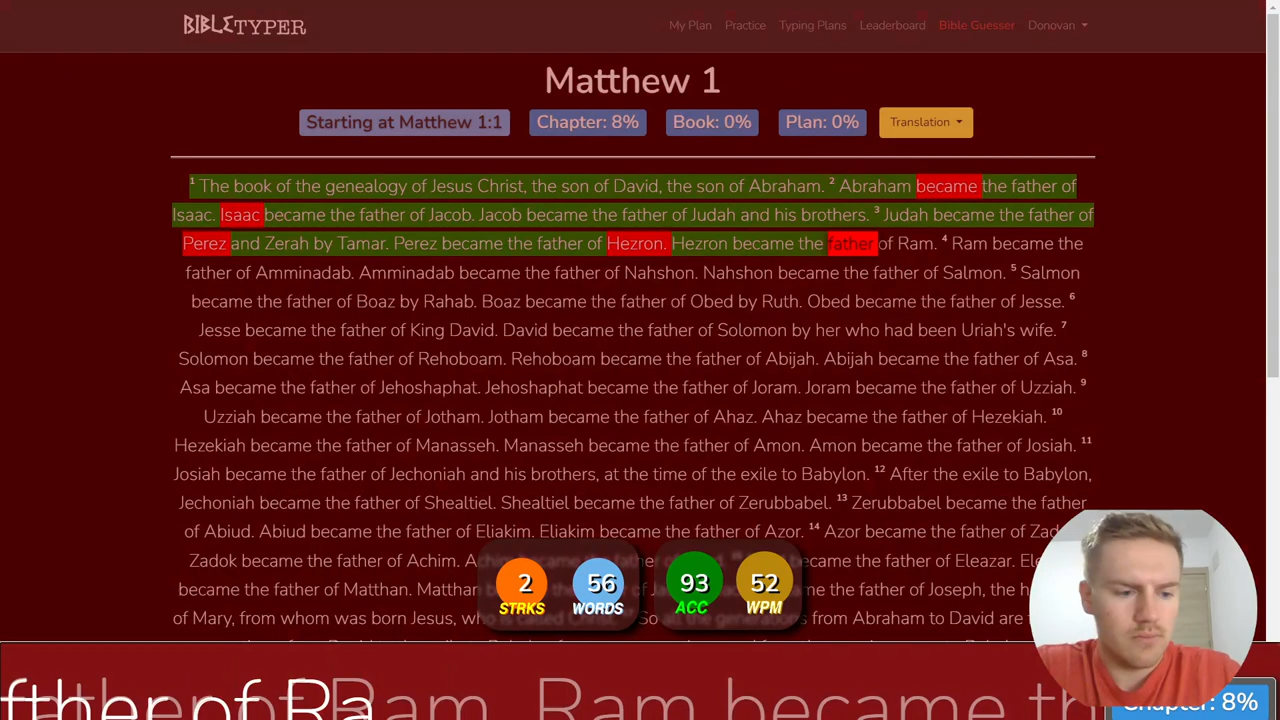 BIBLETYPER
My Plan Practice Typing Plans Leaderboard Bible Guesser Donovan
Matthew 1
Starting at Matthew 1:1 Chapter: 8% Book: 0% Plan: 0% Translation
1 The book of the genealogy of Jesus Christ, the son of David, the son of Abraham. 2 Abraham became the father of
Isaac. Isaac became the father of Jacob. Jacob became the father of Judah and his brothers. 3 Judah became the father of
Perez and Zerah by Tamar. Perez became the father of Hezron. Hezron became the father of Ram. 4 Ram became the
father of Amminadab. Amminadab became the father of Nahshon. Nahshon became the father of Salmon. 5 Salmon
became the father of Boaz by Rahab. Boaz became the father of Obed by Ruth. Obed became the father of Jesse. 6
Jesse became the father of King David. David became the father of Solomon by her who had been Uriah's wife. 7
Solomon became the father of Rehoboam. Rehoboam became the father of Abijah. Abijah became the father of Asa. 8
Asa became the father of Jehoshaphat. Jehoshaphat became the father of Joram. Joram became the father of Uzziah. 9
Uzziah became the father of Jotham. Jotham became the father of Ahaz. Ahaz became the father of Hezekiah. 10
Hezekiah became the father of Manasseh. Manasseh became the father of Amon. Amon became the father of Josiah. 11
Josiah became the father of Jechoniah and his brothers, at the time of the exile to Babylon. 12 After the exile to Babylon,
Jechoniah became the father of Shealtiel. Shealtiel became the father of Zerubbabel. 13 Zerubbabel became the father
of Abiud. Abiud became the father of Eliakim. Eliakim became the father of Azor. 14 Azor became the father of
Zadok became the father of Achim. became the father of Eleazar.
became the father of Matthan. Matthan the father of Joseph, the
of Mary, from whom was born Jesus, who from Abraham to David are
2 STRKS 56 WORDS 93 ACC 52 WPM
fther of Ra
father of Ram. Ram became th
Chapter: 8%